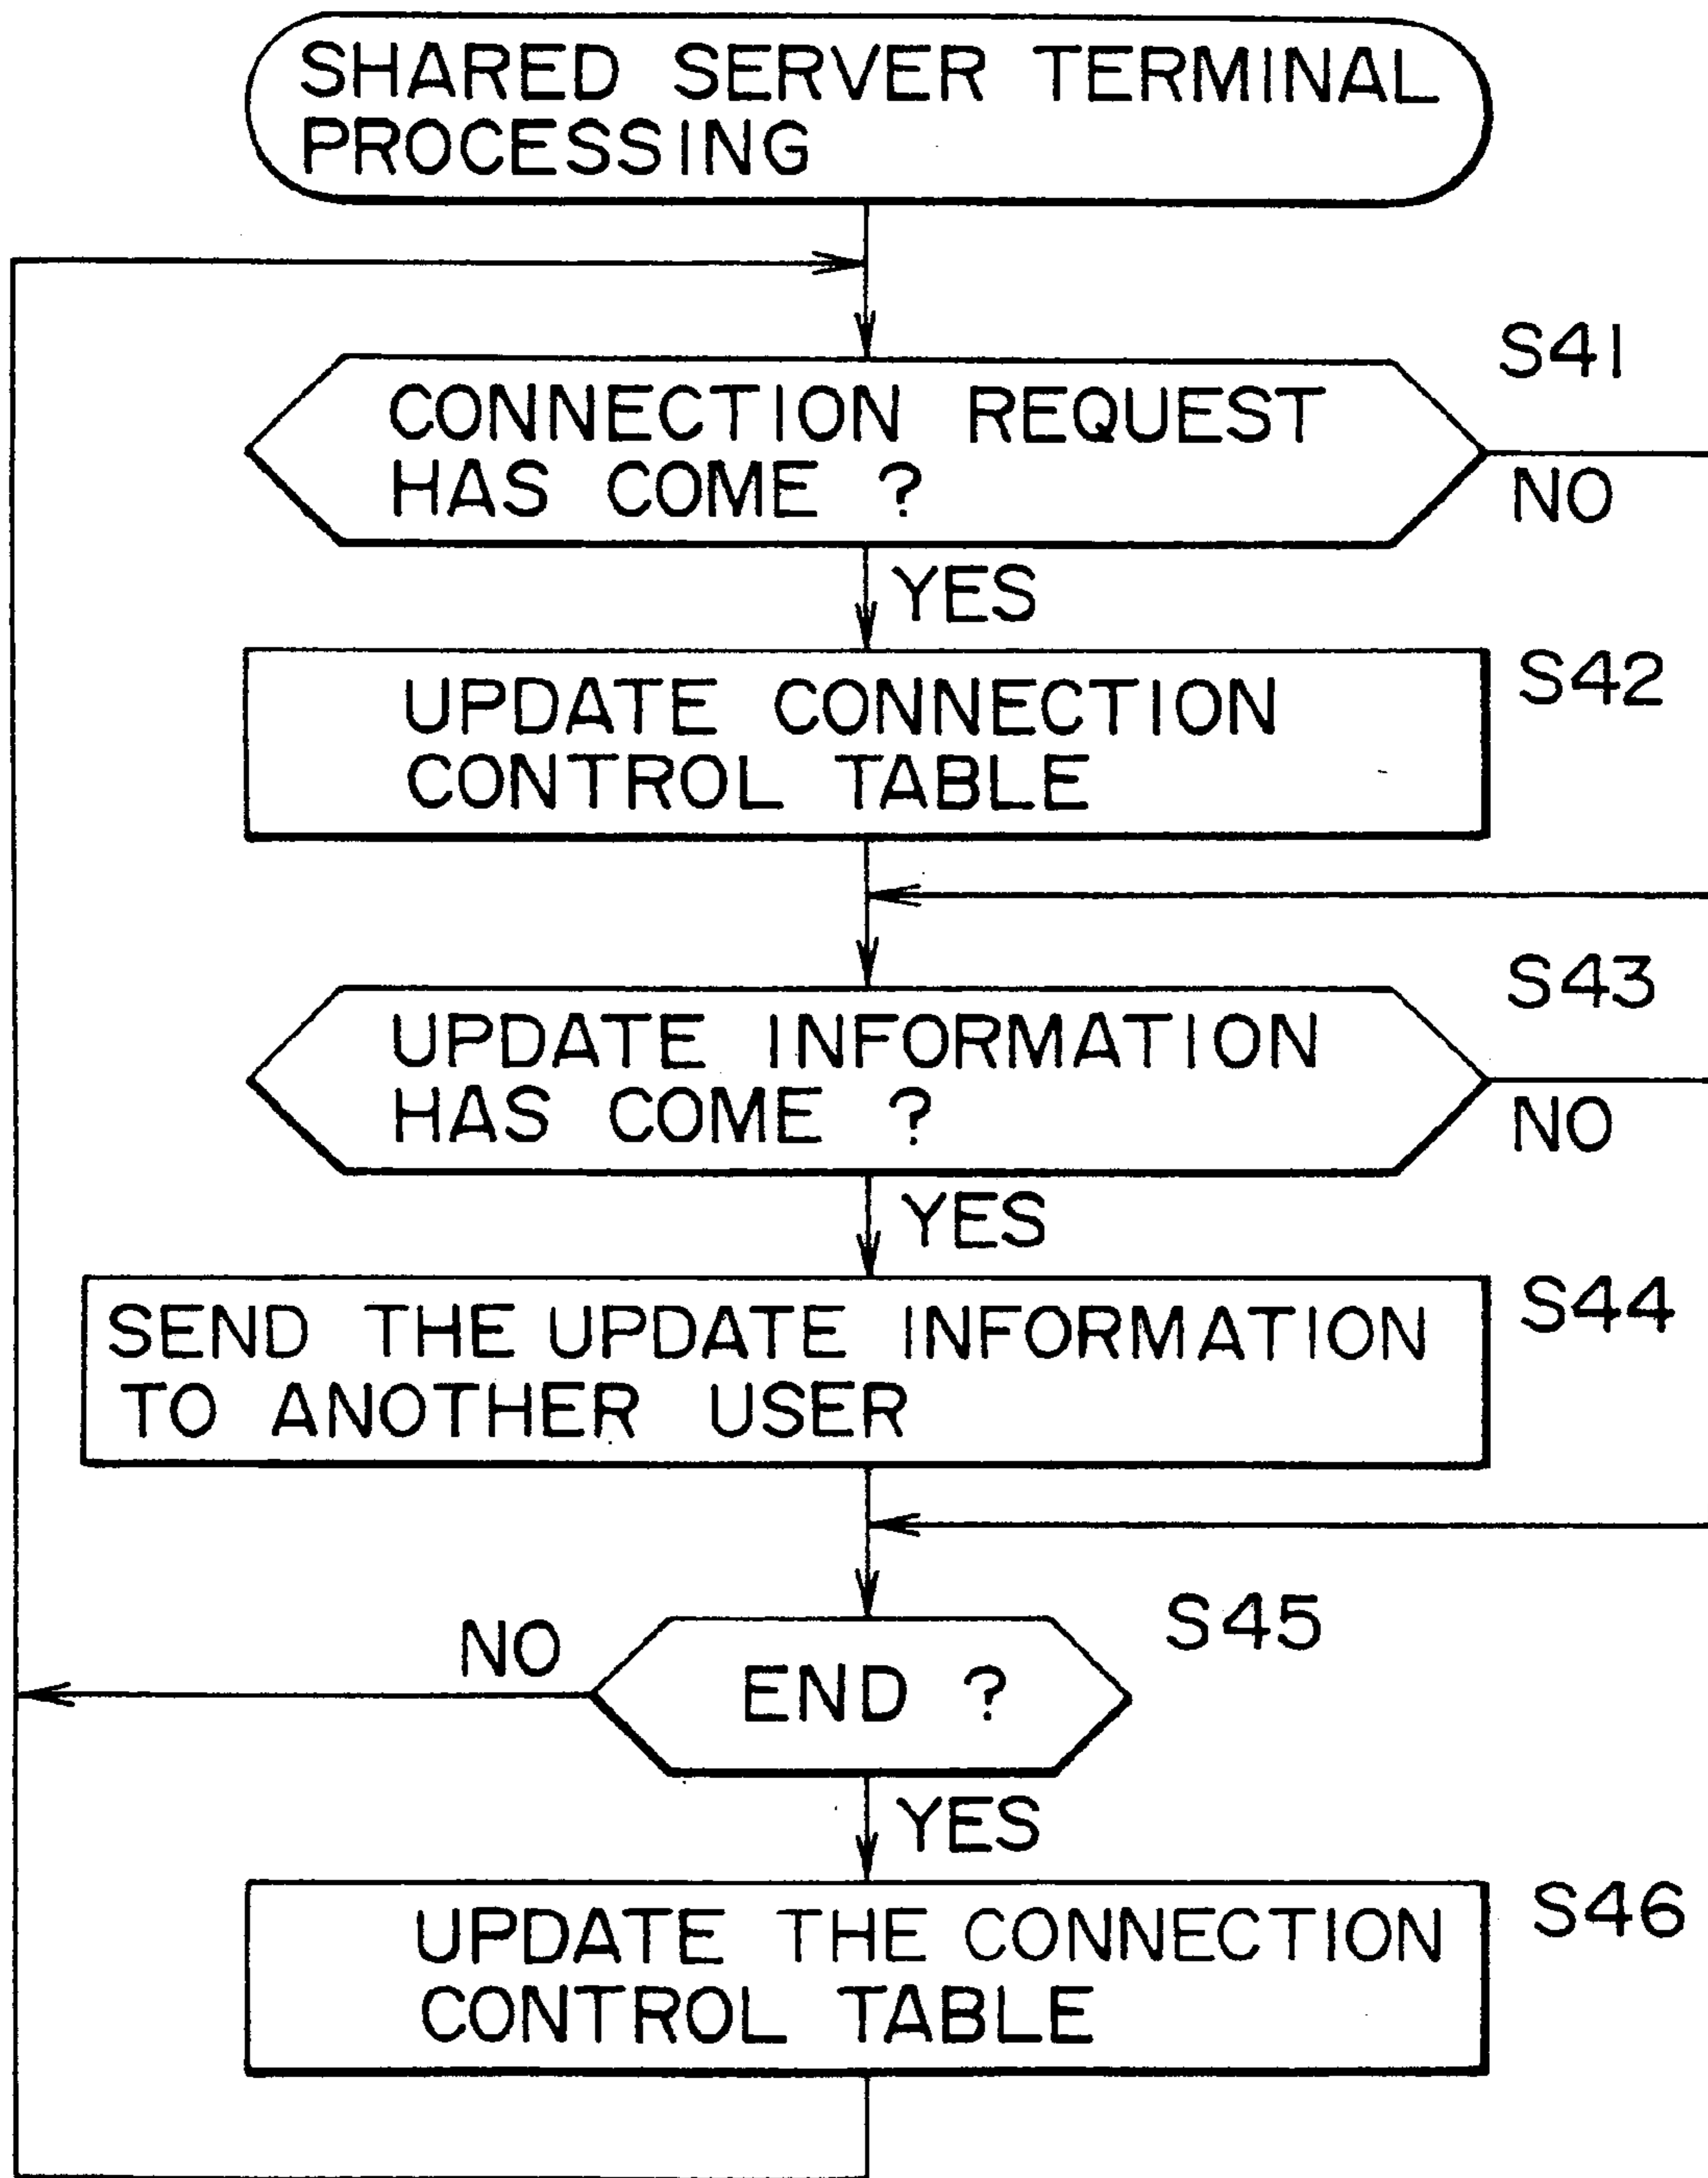 SHARED SERVER TERMINAL
PROCESSING
S41
CONNECTION REQUEST
HAS COME ?
NO
YES
S42
UPDATE CONNECTION
CONTROL TABLE
S43
UPDATE INFORMATION
HAS COME ?
NO
YES
S44
SEND THE UPDATE INFORMATION
TO ANOTHER USER
S45
NO
END ?
YES
S46
UPDATE THE CONNECTION
CONTROL TABLE